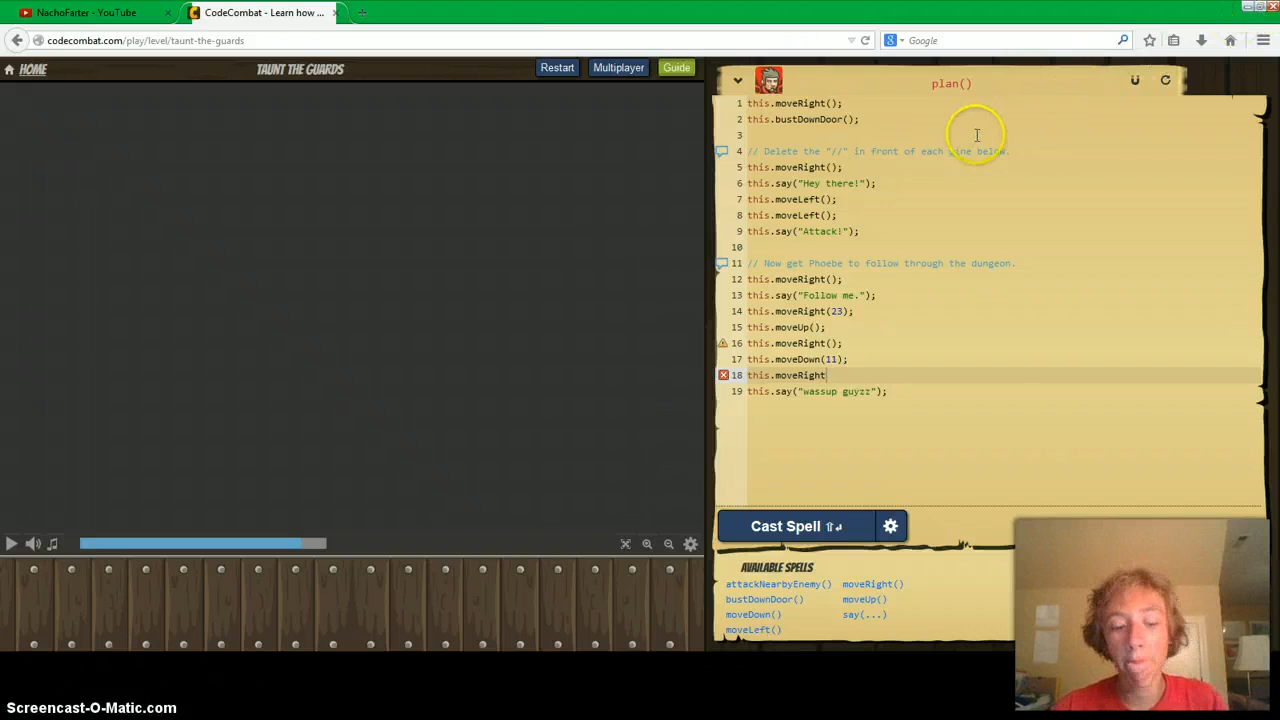 NachoFarter - YouTube
CodeCombat - Learn how ...
codecombat.com/play/level/taunt-the-guards
Google
HOME
TAUNT THE GUARDS
Restart
Multiplayer
Guide
plan()
1 this.moveRight();
2 this.bustDownDoor();
3
4 // Delete the "//" in front of each line below.
5 this.moveRight();
6 this.say("Hey there!");
7 this.moveLeft();
8 this.moveLeft();
9 this.say("Attack!");
10
11 // Now get Phoebe to follow through the dungeon.
12 this.moveRight();
13 this.say("Follow me.");
14 this.moveRight(23);
15 this.moveUp();
16 this.moveRight();
17 this.moveDown(11);
18 this.moveRight
19 this.say("wassup guyzz");
Cast Spell
AVAILABLE SPELLS
attackNearbyEnemy() moveRight()
bustDownDoor() moveUp()
moveDown() say(...)
moveLeft()
Screencast-O-Matic.com